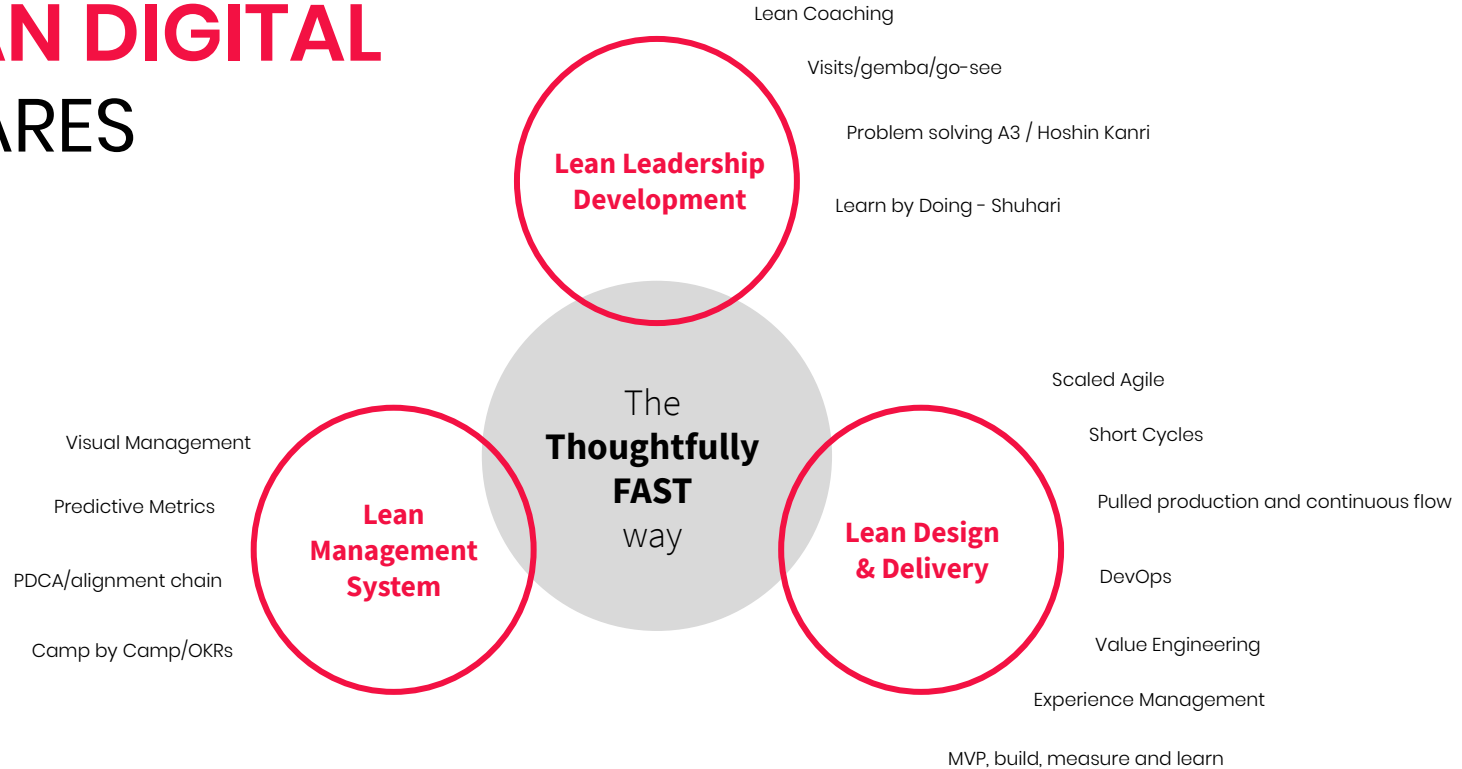 AN DIGITAL
ARES
Lean Coaching
Visits/gemba/go-see
Problem solving A3 / Hoshin Kanri
Learn by Doing - Shuhari
Lean Leadership
Development
The
Thoughtfully
FAST
way
Visual Management
Predictive Metrics
PDCA/alignment chain
Camp by Camp/OKRs
Lean
Management
System
Lean Design
& Delivery
Scaled Agile
Short Cycles
Pulled production and continuous flow
DevOps
Value Engineering
Experience Management
MVP, build, measure and learn